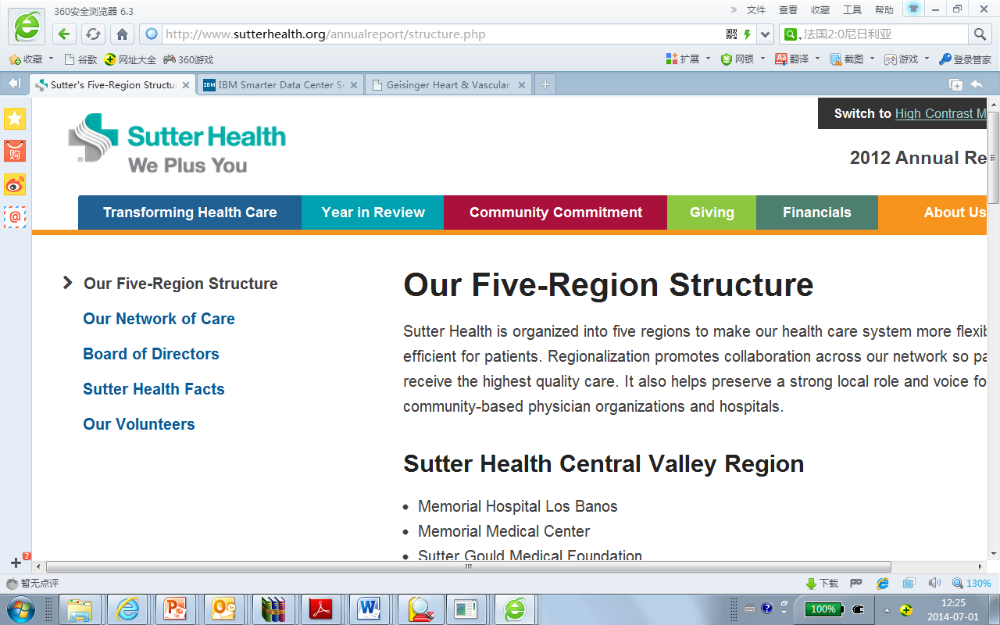 360安全浏览器 6.3
» 文件 查看 收藏 工具 帮助
http://www.sutterhealth.org/annualreport/structure.php
法国2:0尼日利亚
收藏 谷歌 网址大全 360游戏
扩展 网银 翻译 截图 游戏 登录管家
Sutter's Five-Region Structu
IBM Smarter Data Center S
Geisinger Heart & Vascular
购
Sutter Health
We Plus You
Switch to High Contrast M
2012 Annual Re
Transforming Health Care
Year in Review
Community Commitment
Giving
Financials
About Us
Our Five-Region Structure
Our Network of Care
Board of Directors
Sutter Health Facts
Our Volunteers
Our Five-Region Structure
Sutter Health is organized into five regions to make our health care system more flexib
efficient for patients. Regionalization promotes collaboration across our network so pa
receive the highest quality care. It also helps preserve a strong local role and voice fo
community-based physician organizations and hospitals.
Sutter Health Central Valley Region
• Memorial Hospital Los Banos
• Memorial Medical Center
• Sutter Gould Medical Foundation
2
暂无点评
下载
130%
100%
12:25
2014-07-01